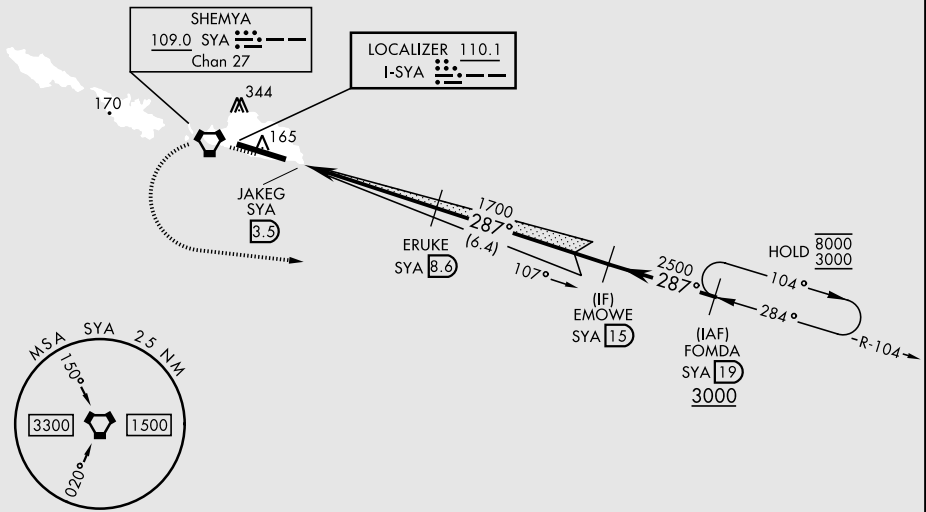 SHEMYA
109.0 SYA
Chan 27
LOCALIZER 110.1
I-SYA
344
170
165
JAKEG
SYA
3.5
1700
287°
(6.4)
ERUKE
SYA 8.6
107°
HOLD 8000
3000
2500
287°
104°
284°
R-104
(IF)
EMOWE
SYA 15
(IAF)
FOMDA
SYA 19
3000
MSA SYA 25 NM
150°
3300
1500
020°